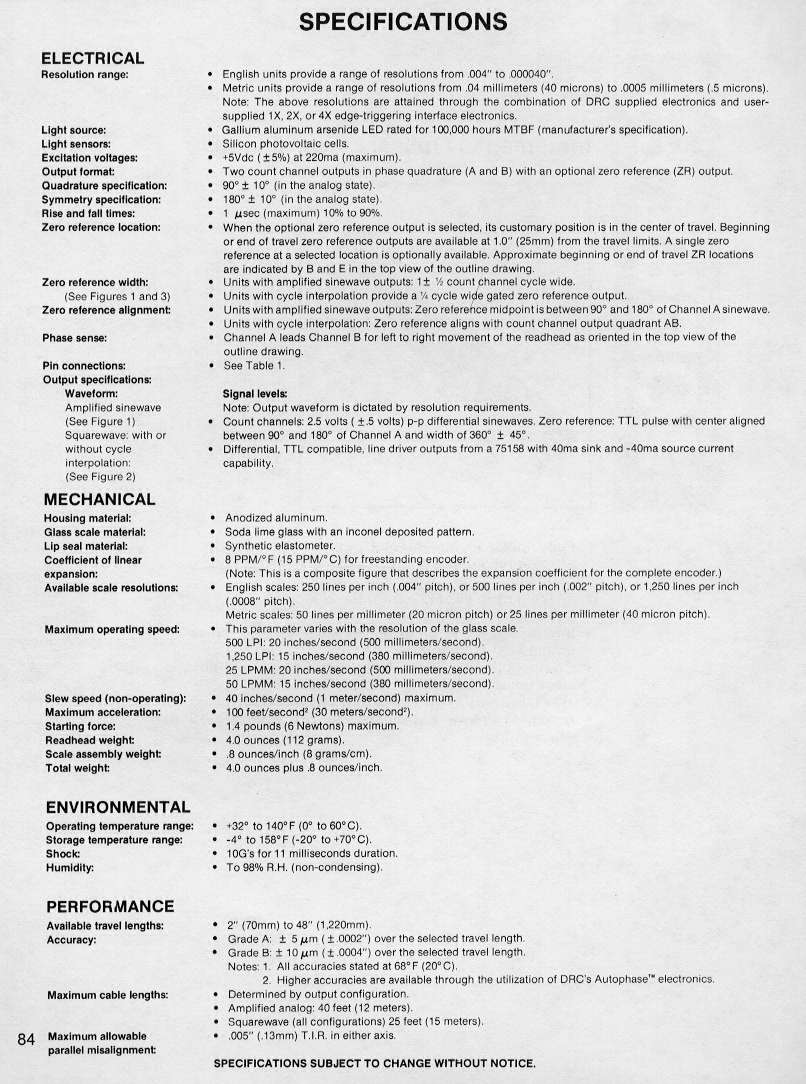 SPECIFICATIONS
ELECTRICAL
Resolution range:
• English units provide a range of resolutions from .004" to .000040".
• Metric units provide a range of resolutions from .04 millimeters (40 microns) to .0005 millimeters (.5 microns).
Note: The above resolutions are attained through the combination of DRC supplied electronics and user-
supplied 1X, 2X, or 4X edge-triggering interface electronics.
Light source: • Gallium aluminum arsenide LED rated for 100,000 hours MTBF (manufacturer's specification).
Light sensors: • Silicon photovoltaic cells.
Excitation voltages: • +5Vdc (±5%) at 220ma (maximum).
Output format: • Two count channel outputs in phase quadrature (A and B) with an optional zero reference (ZR) output.
Quadrature specification: • 90° ± 10° (in the analog state).
Symmetry specification: • 180° ± 10° (in the analog state).
Rise and fall times: • 1 µsec (maximum) 10% to 90%.
Zero reference location: • When the optional zero reference output is selected, its customary position is in the center of travel. Beginning
or end of travel zero reference outputs are available at 1.0" (25mm) from the travel limits. A single zero
reference at a selected location is optionally available. Approximate beginning or end of travel ZR locations
are indicated by B and E in the top view of the outline drawing.
Zero reference width: • Units with amplified sinewave outputs: 1± ½ count channel cycle wide.
(See Figures 1 and 3) • Units with cycle interpolation provide a ¼ cycle wide gated zero reference output.
Zero reference alignment: • Units with amplified sinewave outputs: Zero reference midpoint is between 90° and 180° of Channel A sinewave.
• Units with cycle interpolation: Zero reference aligns with count channel output quadrant AB.
Phase sense: • Channel A leads Channel B for left to right movement of the readhead as oriented in the top view of the
outline drawing.
Pin connections: • See Table 1.
Output specifications:
Waveform: Signal levels:
Amplified sinewave Note: Output waveform is dictated by resolution requirements.
(See Figure 1) • Count channels: 2.5 volts (±.5 volts) p-p differential sinewaves. Zero reference: TTL pulse with center aligned
Squarewave: with or between 90° and 180° of Channel A and width of 360° ± 45°.
without cycle • Differential, TTL compatible, line driver outputs from a 75158 with 40ma sink and -40ma source current
interpolation: capability.
(See Figure 2)
MECHANICAL
Housing material: • Anodized aluminum.
Glass scale material: • Soda lime glass with an inconel deposited pattern.
Lip seal material: • Synthetic elastometer.
Coefficient of linear • 8 PPM/°F (15 PPM/°C) for freestanding encoder.
expansion: (Note: This is a composite figure that describes the expansion coefficient for the complete encoder.)
Available scale resolutions: • English scales: 250 lines per inch (.004" pitch), or 500 lines per inch (.002" pitch), or 1,250 lines per inch
(.0008" pitch).
Metric scales: 50 lines per millimeter (20 micron pitch) or 25 lines per millimeter (40 micron pitch).
Maximum operating speed: • This parameter varies with the resolution of the glass scale.
500 LPI: 20 inches/second (500 millimeters/second).
1,250 LPI: 15 inches/second (380 millimeters/second).
25 LPMM: 20 inches/second (500 millimeters/second).
50 LPMM: 15 inches/second (380 millimeters/second).
Slew speed (non-operating): • 40 inches/second (1 meter/second) maximum.
Maximum acceleration: • 100 feet/second² (30 meters/second²).
Starting force: • 1.4 pounds (6 Newtons) maximum.
Readhead weight: • 4.0 ounces (112 grams).
Scale assembly weight: • .8 ounces/inch (8 grams/cm).
Total weight: • 4.0 ounces plus .8 ounces/inch.
ENVIRONMENTAL
Operating temperature range: • +32° to 140°F (0° to 60°C).
Storage temperature range: • -4° to 158°F (-20° to +70°C).
Shock: • 10G's for 11 milliseconds duration.
Humidity: • To 98% R.H. (non-condensing).
PERFORMANCE
Available travel lengths: • 2" (70mm) to 48" (1,220mm).
Accuracy: • Grade A: ± 5 µm (±.0002") over the selected travel length.
• Grade B: ± 10 µm (±.0004") over the selected travel length.
Notes: 1. All accuracies stated at 68°F (20°C).
2. Higher accuracies are available through the utilization of DRC's Autophase™ electronics.
Maximum cable lengths: • Determined by output configuration.
• Amplified analog: 40 feet (12 meters).
• Squarewave (all configurations) 25 feet (15 meters).
84 Maximum allowable • .005" (.13mm) T.I.R. in either axis.
parallel misalignment:
SPECIFICATIONS SUBJECT TO CHANGE WITHOUT NOTICE.